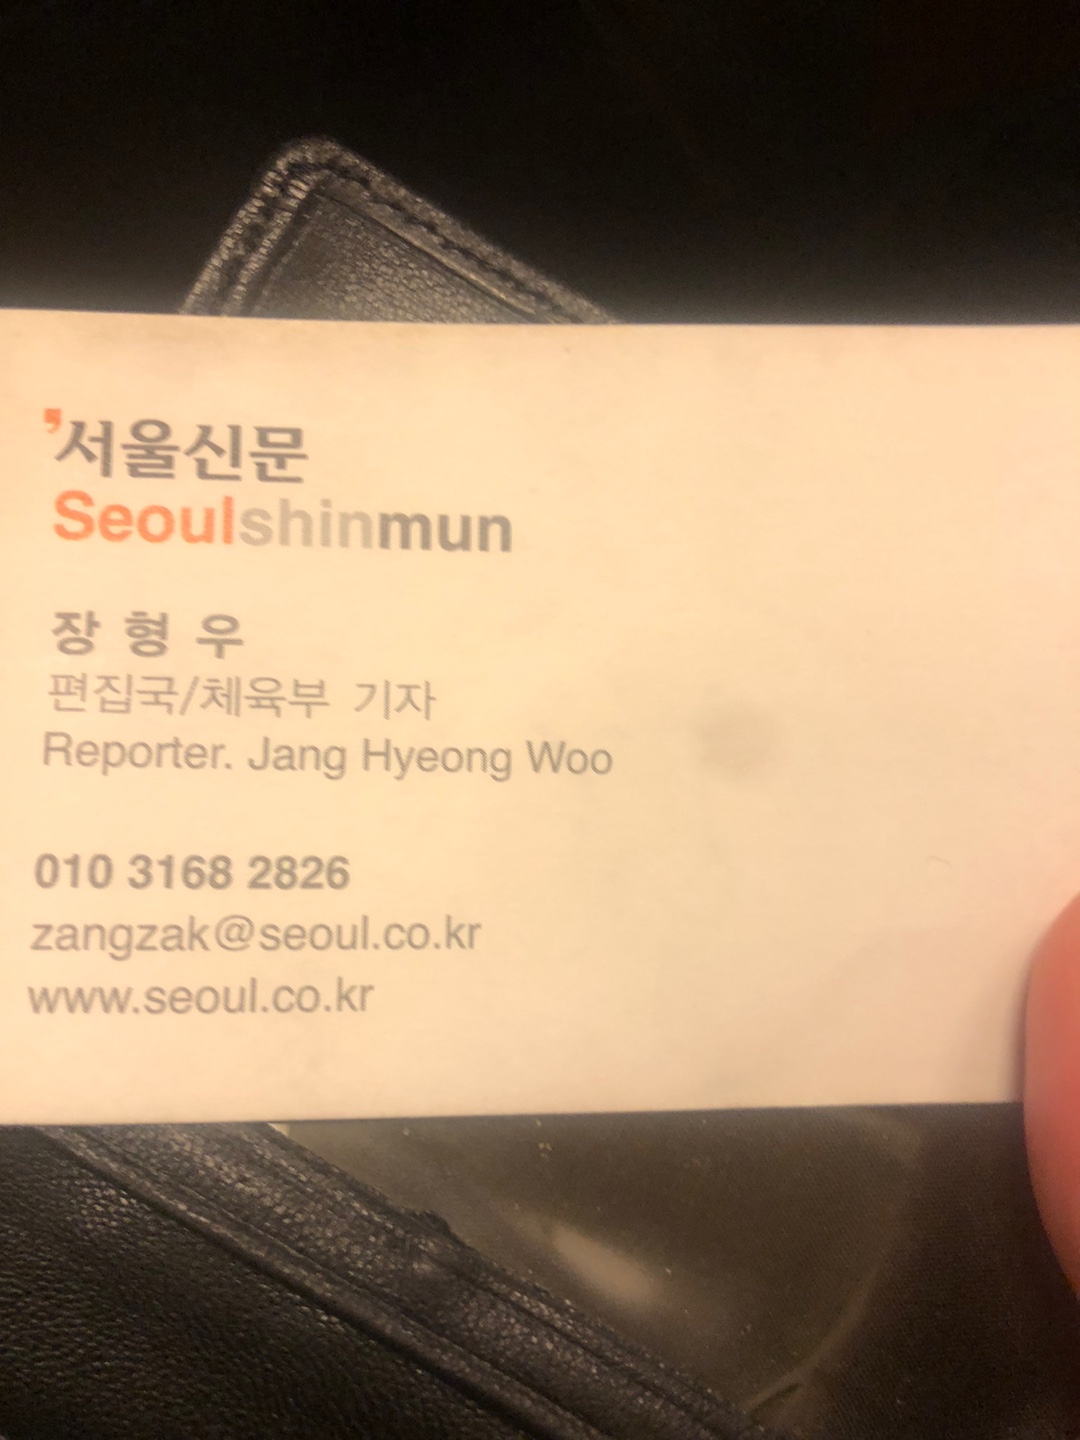 '서울신문
Seoulshinmun
장 형 우
편집국/체육부 기자
Reporter. Jang Hyeong Woo
010 3168 2826
zangzak@seoul.co.kr
www.seoul.co.kr